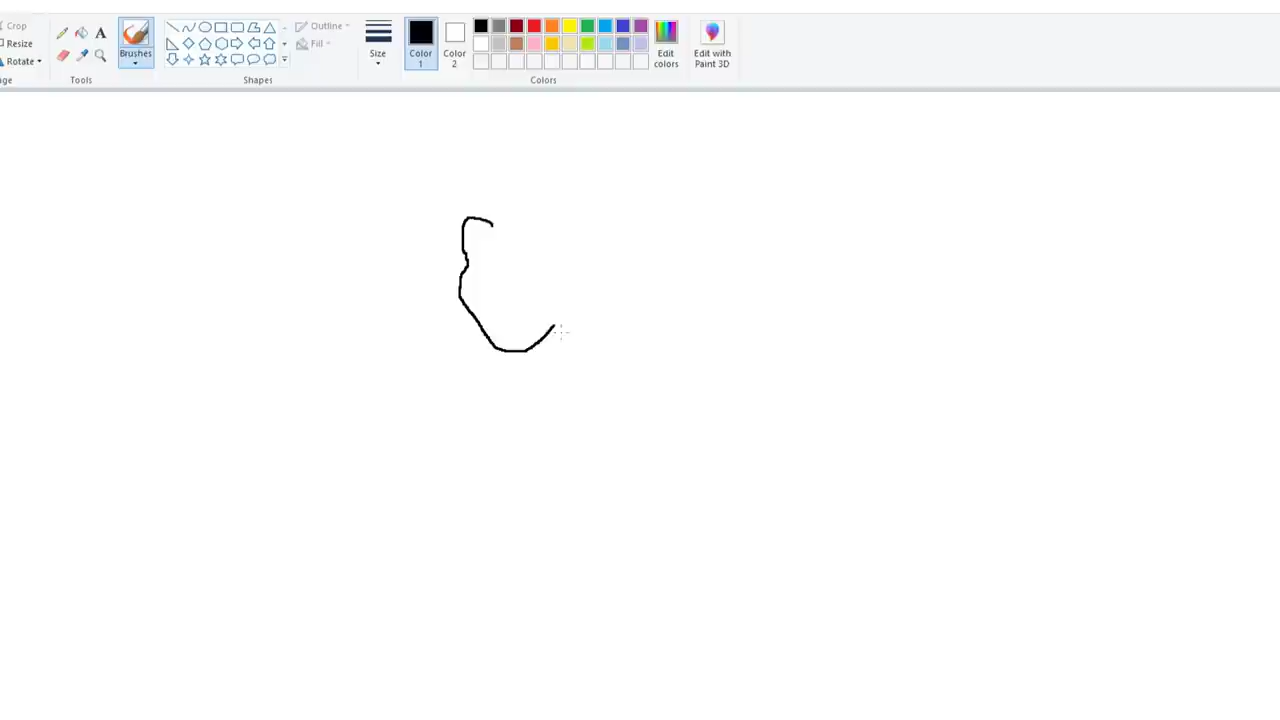 Crop
Resize
Rotate
ge
Tools
Brushes
Shapes
Outline
Fill
Size
Color 1
Color 2
Colors
Edit colors
Edit with Paint 3D